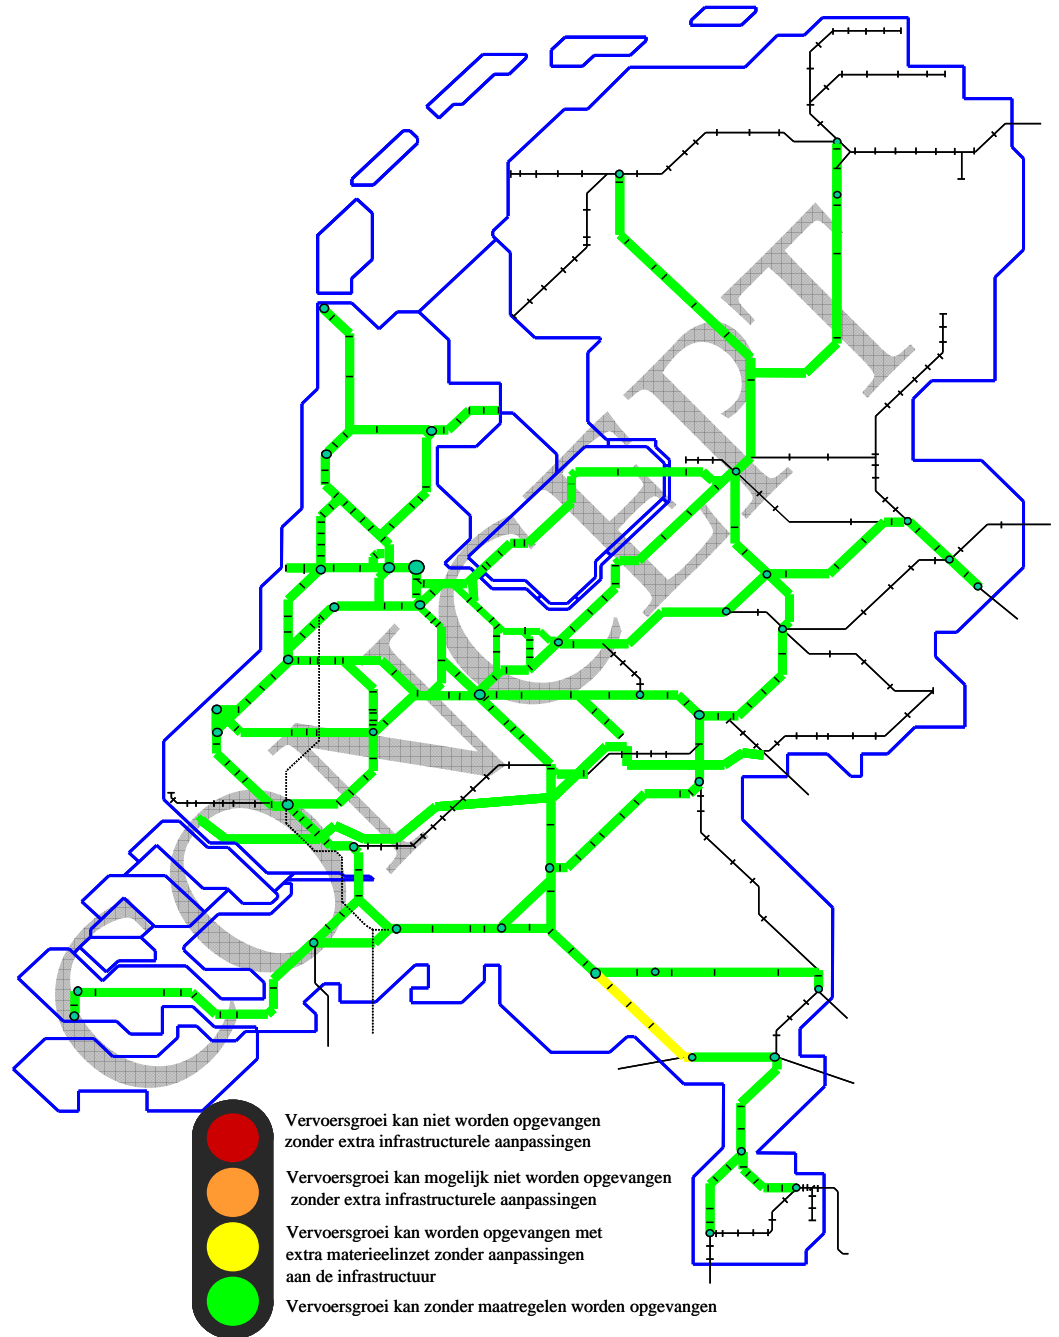 CONCEPT
Vervoersgroei kan niet worden opgevangen
zonder extra infrastructurele aanpassingen
Vervoersgroei kan mogelijk niet worden opgevangen
zonder extra infrastructurele aanpassingen
Vervoersgroei kan worden opgevangen met
extra materieelinzet zonder aanpassingen
aan de infrastructuur
Vervoersgroei kan zonder maatregelen worden opgevangen